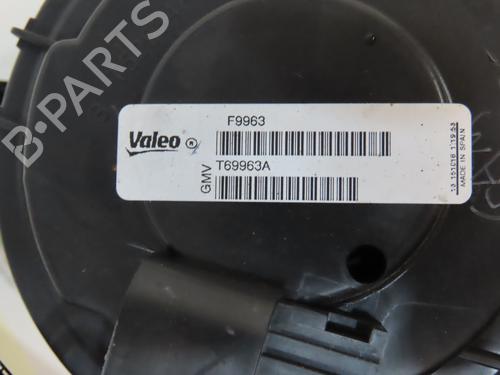 B-PARTS
F9963
Valeo ®
GMV
T69963A
MADE IN SPAIN